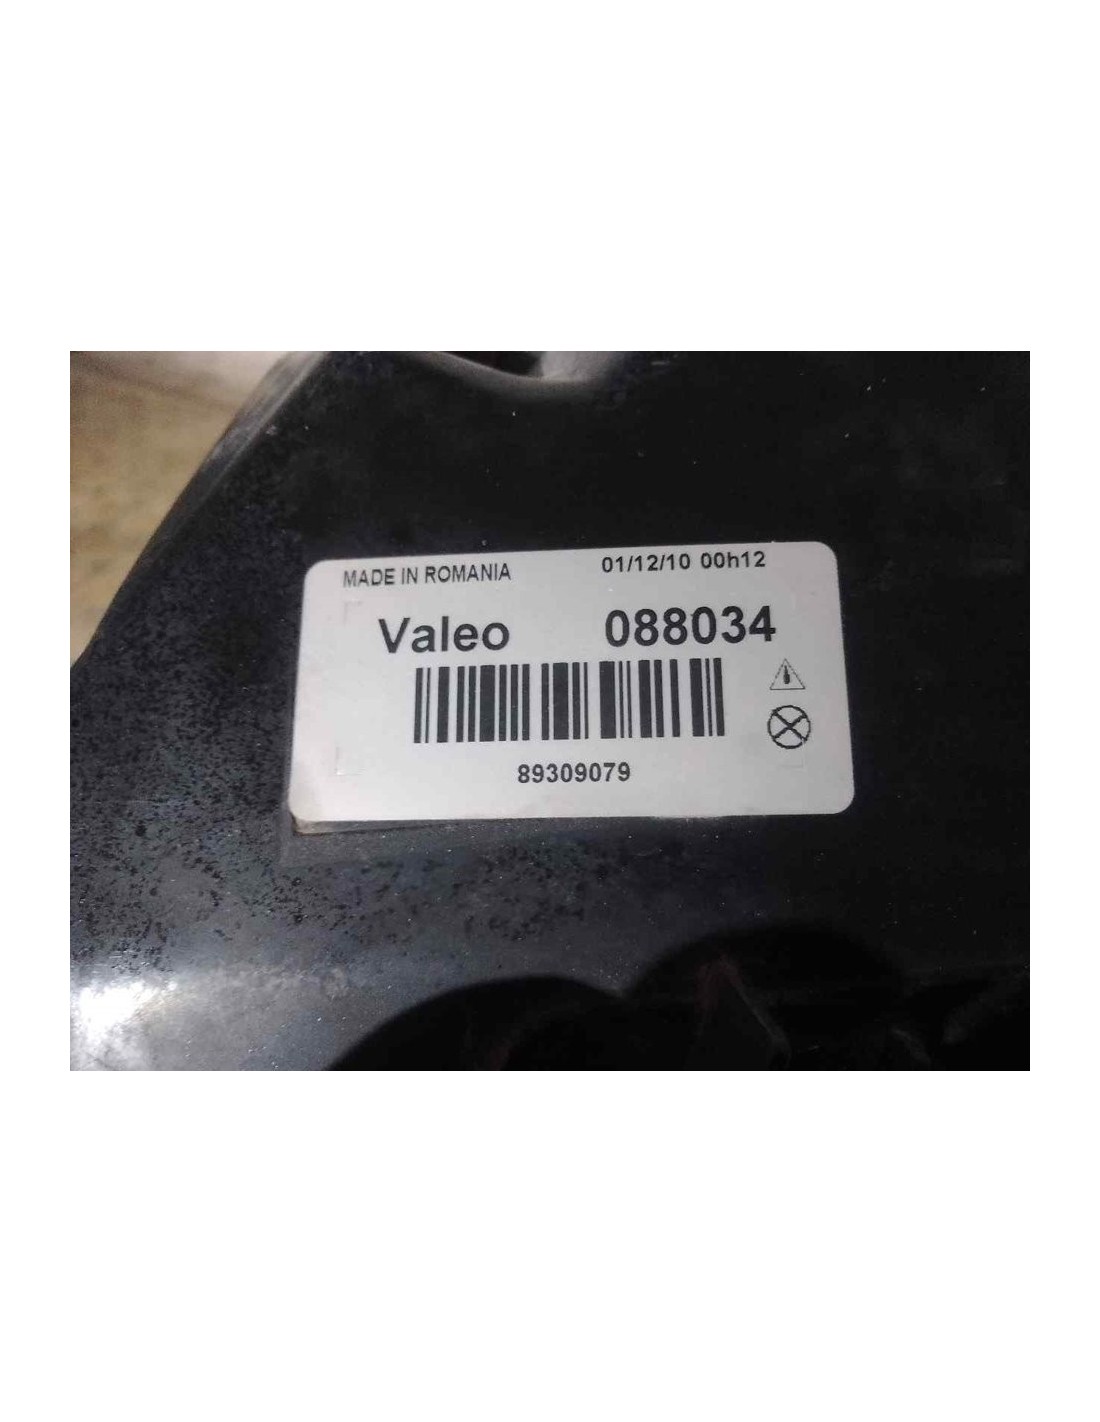 MADE IN ROMANIA 01/12/10 00h12
Valeo 088034
89309079